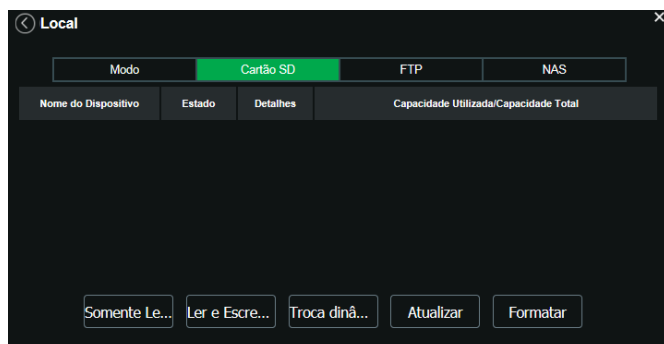 Local
Modo Cartão SD FTP NAS
Nome do Dispositivo Estado Detalhes Capacidade Utilizada/Capacidade Total
Somente Le... Ler e Escre... Troca dinâ... Atualizar Formatar